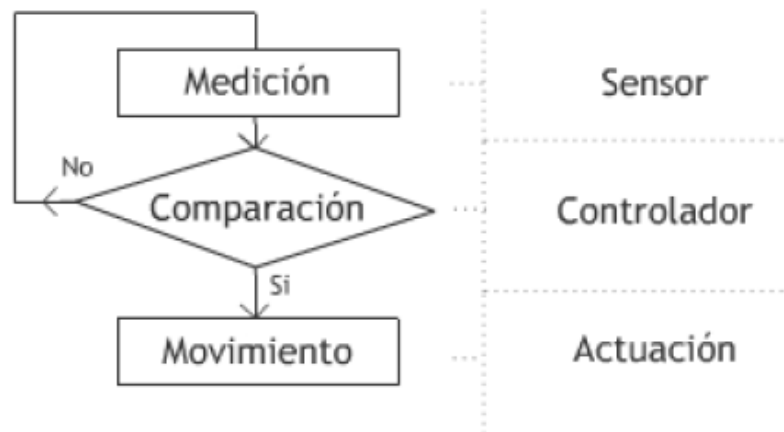 Medición
Sensor
No
Comparación
Controlador
Si
Movimiento
Actuación